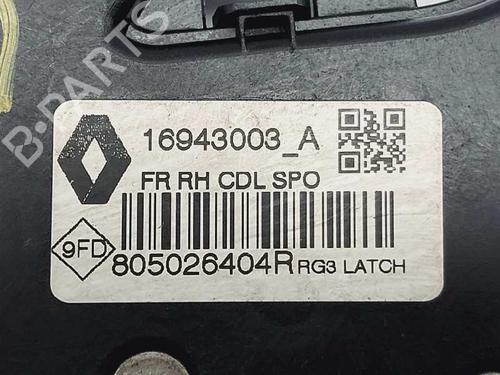 B-PARTS
16943003_A
FR RH CDL SPO
9FD
805026404R RG3 LATCH